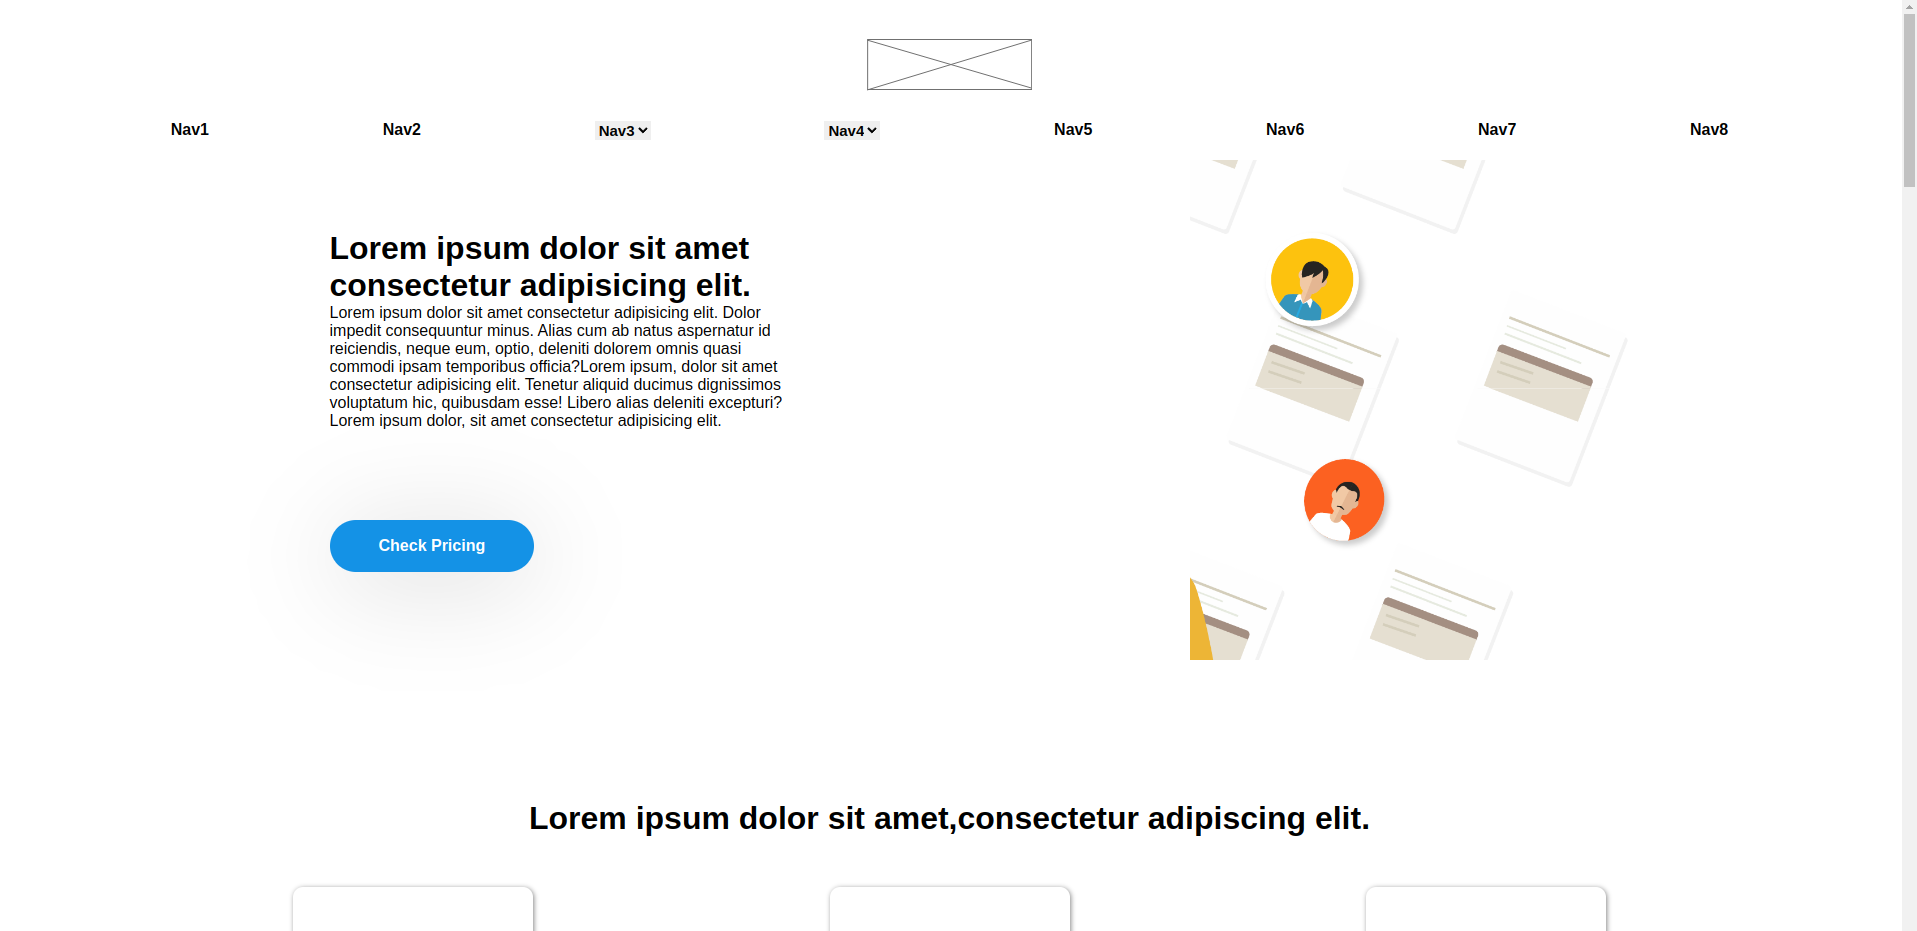 Nav1 Nav2 Nav3 Nav4 Nav5 Nav6 Nav7 Nav8
Lorem ipsum dolor sit amet
consectetur adipisicing elit.
Lorem ipsum dolor sit amet consectetur adipisicing elit. Dolor
impedit consequuntur minus. Alias cum ab natus aspernatur id
reiciendis, neque eum, optio, deleniti dolorem omnis quasi
commodi ipsam temporibus officia?Lorem ipsum, dolor sit amet
consectetur adipisicing elit. Tenetur aliquid ducimus dignissimos
voluptatum hic, quibusdam esse! Libero alias deleniti excepturi?
Lorem ipsum dolor, sit amet consectetur adipisicing elit.
Check Pricing
Lorem ipsum dolor sit amet,consectetur adipiscing elit.